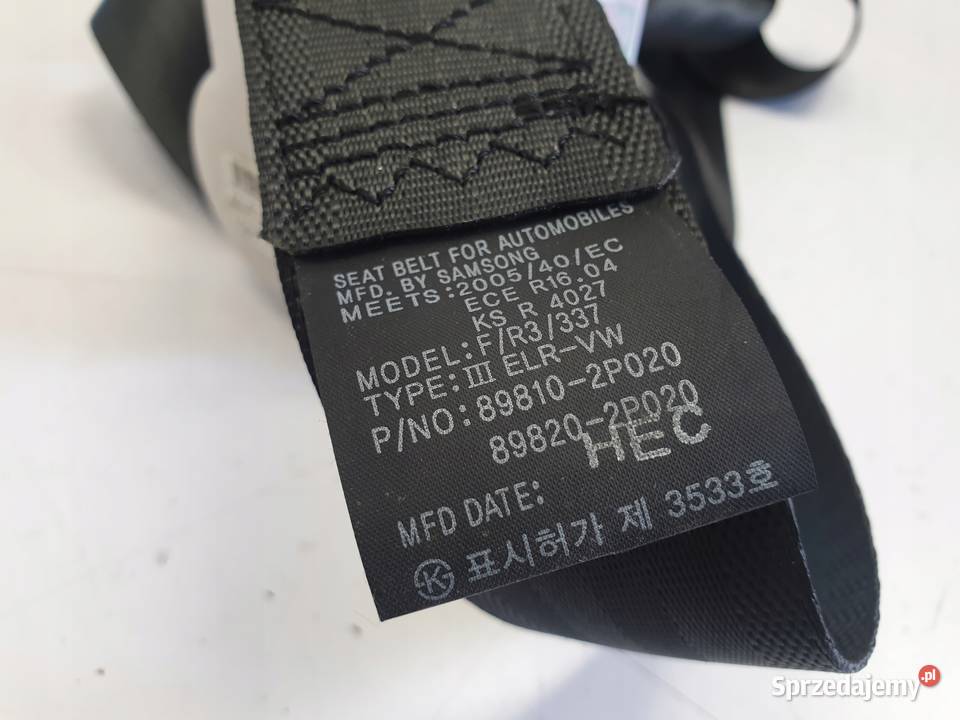 SEAT BELT FOR AUTOMOBILES
MFD. BY SAMSONG
MEETS:2005/40/EC
ECE R16.04
KS R 4027
MODEL:F/R3/337
TYPE:Ⅲ ELR-VW
P/NO:89810-2P020
89820-2P020
HEC
MFD DATE:
표시허가 제 3533호
Sprzedajemy.pl